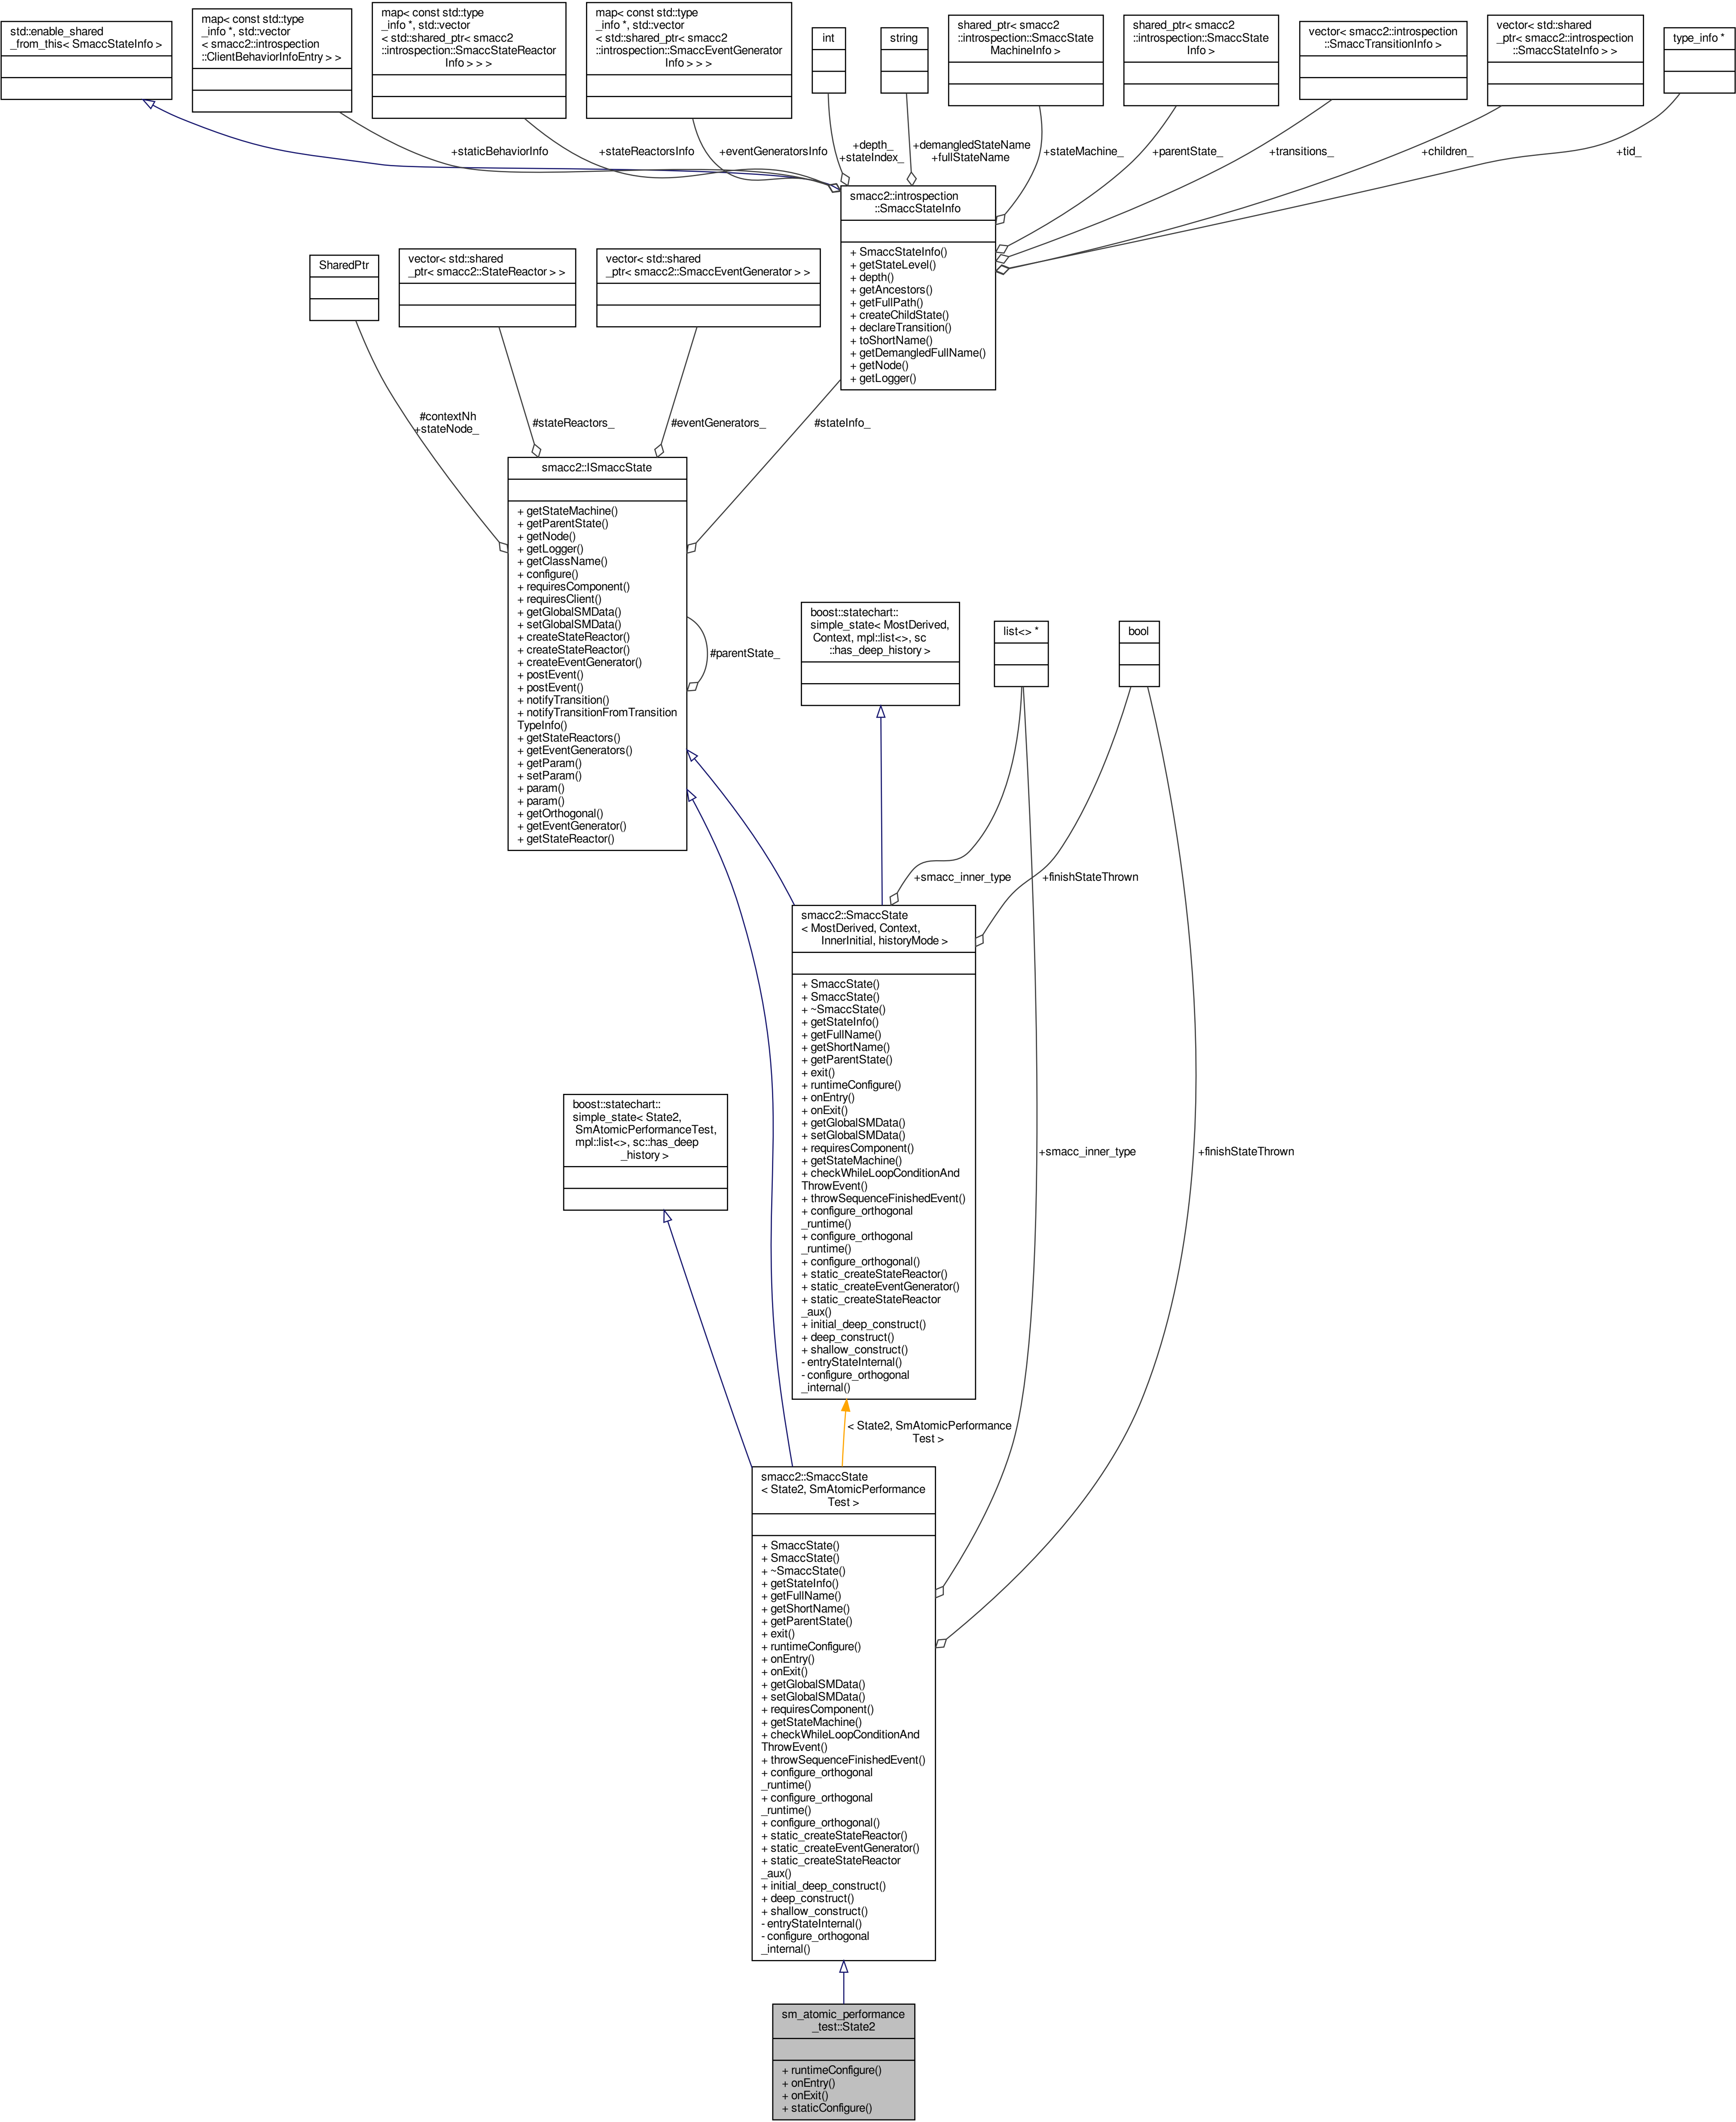 std::enable_shared
_from_this< SmaccStateInfo >
map< const std::type
_info *, std::vector
< smacc2::introspection
::ClientBehaviorInfoEntry > >
map< const std::type
_info *, std::vector
< std::shared_ptr< smacc2
::introspection::SmaccStateReactor
Info > > >
map< const std::type
_info *, std::vector
< std::shared_ptr< smacc2
::introspection::SmaccEventGenerator
Info > > >
int
string
shared_ptr< smacc2
::introspection::SmaccState
MachineInfo >
shared_ptr< smacc2
::introspection::SmaccState
Info >
vector< smacc2::introspection
::SmaccTransitionInfo >
vector< std::shared
_ptr< smacc2::introspection
::SmaccStateInfo > >
type_info *
+staticBehaviorInfo
+stateReactorsInfo
+eventGeneratorsInfo
+depth_
+stateIndex_
+demangledStateName
+fullStateName
+stateMachine_
+parentState_
+transitions_
+children_
+tid_
smacc2::introspection
::SmaccStateInfo
+ SmaccStateInfo()
+ getStateLevel()
+ depth()
+ getAncestors()
+ getFullPath()
+ createChildState()
+ declareTransition()
+ toShortName()
+ getDemangledFullName()
+ getNode()
+ getLogger()
SharedPtr
vector< std::shared
_ptr< smacc2::StateReactor > >
vector< std::shared
_ptr< smacc2::SmaccEventGenerator > >
#contextNh
+stateNode_
#stateReactors_
#eventGenerators_
#stateInfo_
smacc2::ISmaccState
+ getStateMachine()
+ getParentState()
+ getNode()
+ getLogger()
+ getClassName()
+ configure()
+ requiresComponent()
+ requiresClient()
+ getGlobalSMData()
+ setGlobalSMData()
+ createStateReactor()
+ createStateReactor()
+ createEventGenerator()
+ postEvent()
+ postEvent()
+ notifyTransition()
+ notifyTransitionFromTransition
TypeInfo()
+ getStateReactors()
+ getEventGenerators()
+ getParam()
+ setParam()
+ param()
+ param()
+ getOrthogonal()
+ getEventGenerator()
+ getStateReactor()
#parentState_
boost::statechart::
simple_state< MostDerived,
Context, mpl::list<>, sc
::has_deep_history >
list<> *
bool
+smacc_inner_type
+finishStateThrown
smacc2::SmaccState
< MostDerived, Context,
InnerInitial, historyMode >
+ SmaccState()
+ SmaccState()
+ ~SmaccState()
+ getStateInfo()
+ getFullName()
+ getShortName()
+ getParentState()
+ exit()
+ runtimeConfigure()
+ onEntry()
+ onExit()
+ getGlobalSMData()
+ setGlobalSMData()
+ requiresComponent()
+ getStateMachine()
+ checkWhileLoopConditionAnd
ThrowEvent()
+ throwSequenceFinishedEvent()
+ configure_orthogonal
_runtime()
+ configure_orthogonal
_runtime()
+ configure_orthogonal()
+ static_createStateReactor()
+ static_createEventGenerator()
+ static_createStateReactor
_aux()
+ initial_deep_construct()
+ deep_construct()
+ shallow_construct()
- entryStateInternal()
- configure_orthogonal
_internal()
boost::statechart::
simple_state< State2,
SmAtomicPerformanceTest,
mpl::list<>, sc::has_deep
_history >
+smacc_inner_type
+finishStateThrown
< State2, SmAtomicPerformance
Test >
smacc2::SmaccState
< State2, SmAtomicPerformance
Test >
+ SmaccState()
+ SmaccState()
+ ~SmaccState()
+ getStateInfo()
+ getFullName()
+ getShortName()
+ getParentState()
+ exit()
+ runtimeConfigure()
+ onEntry()
+ onExit()
+ getGlobalSMData()
+ setGlobalSMData()
+ requiresComponent()
+ getStateMachine()
+ checkWhileLoopConditionAnd
ThrowEvent()
+ throwSequenceFinishedEvent()
+ configure_orthogonal
_runtime()
+ configure_orthogonal
_runtime()
+ configure_orthogonal()
+ static_createStateReactor()
+ static_createEventGenerator()
+ static_createStateReactor
_aux()
+ initial_deep_construct()
+ deep_construct()
+ shallow_construct()
- entryStateInternal()
- configure_orthogonal
_internal()
sm_atomic_performance
_test::State2
+ runtimeConfigure()
+ onEntry()
+ onExit()
+ staticConfigure()